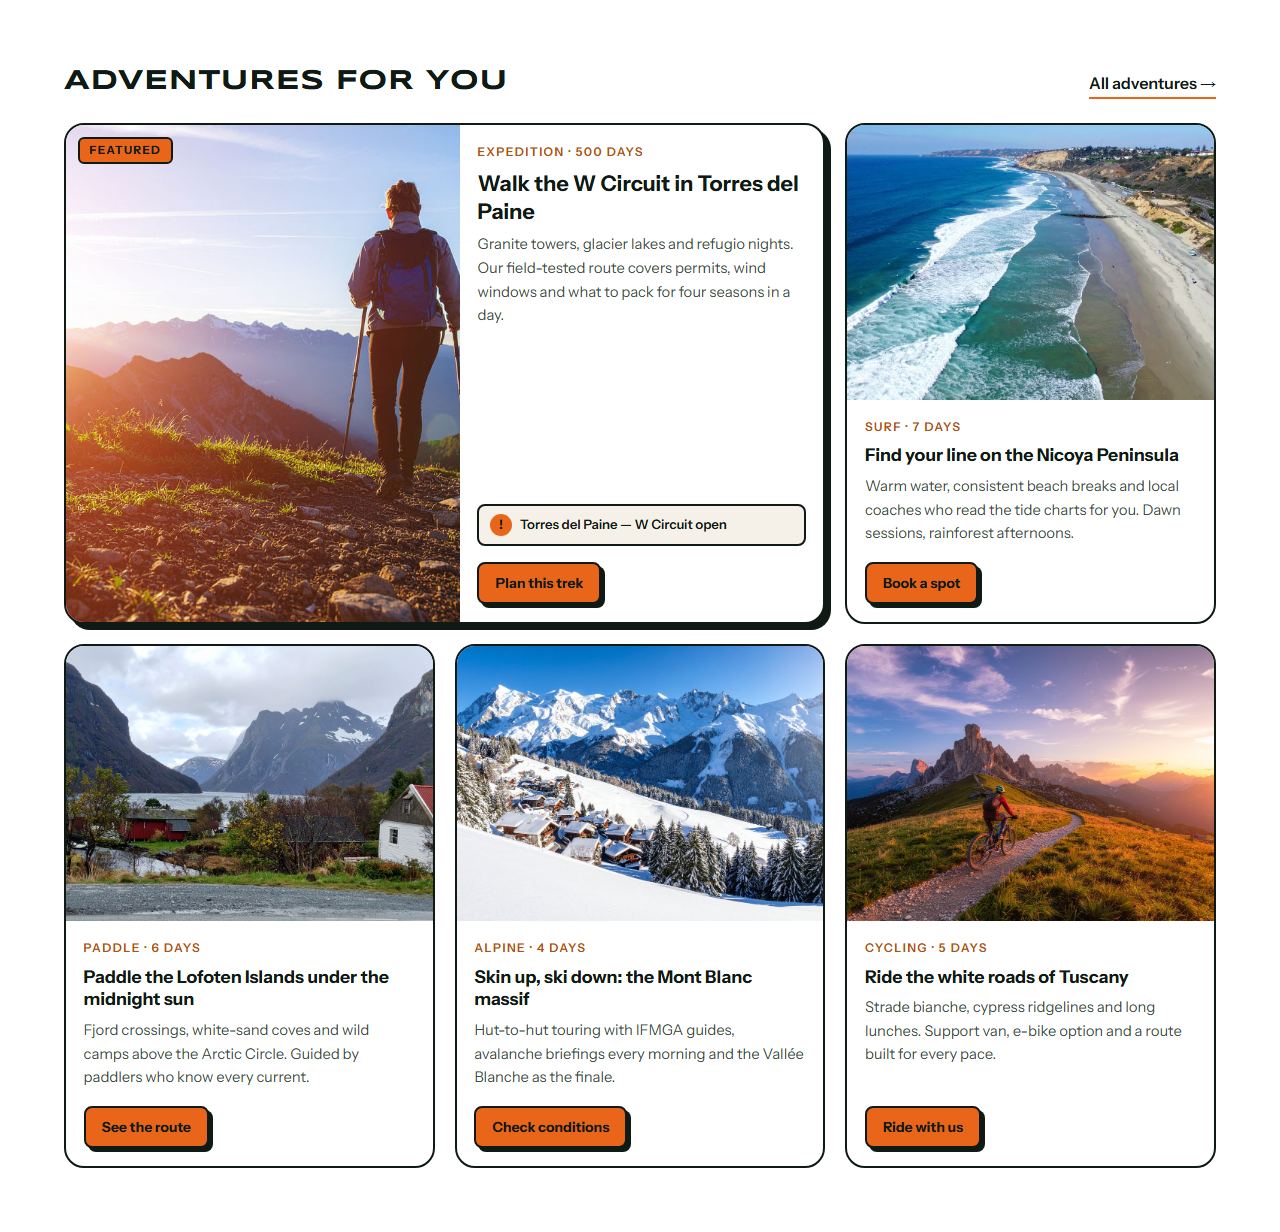 ADVENTURES FOR YOU
All adventures →
FEATURED
EXPEDITION · 500 DAYS
Walk the W Circuit in Torres del
Paine
Granite towers, glacier lakes and refugio nights.
Our field-tested route covers permits, wind
windows and what to pack for four seasons in a
day.
! Torres del Paine — W Circuit open
Plan this trek
SURF · 7 DAYS
Find your line on the Nicoya Peninsula
Warm water, consistent beach breaks and local
coaches who read the tide charts for you. Dawn
sessions, rainforest afternoons.
Book a spot
PADDLE · 6 DAYS
Paddle the Lofoten Islands under the
midnight sun
Fjord crossings, white-sand coves and wild
camps above the Arctic Circle. Guided by
paddlers who know every current.
See the route
ALPINE · 4 DAYS
Skin up, ski down: the Mont Blanc
massif
Hut-to-hut touring with IFMGA guides,
avalanche briefings every morning and the Vallée
Blanche as the finale.
Check conditions
CYCLING · 5 DAYS
Ride the white roads of Tuscany
Strade bianche, cypress ridgelines and long
lunches. Support van, e-bike option and a route
built for every pace.
Ride with us